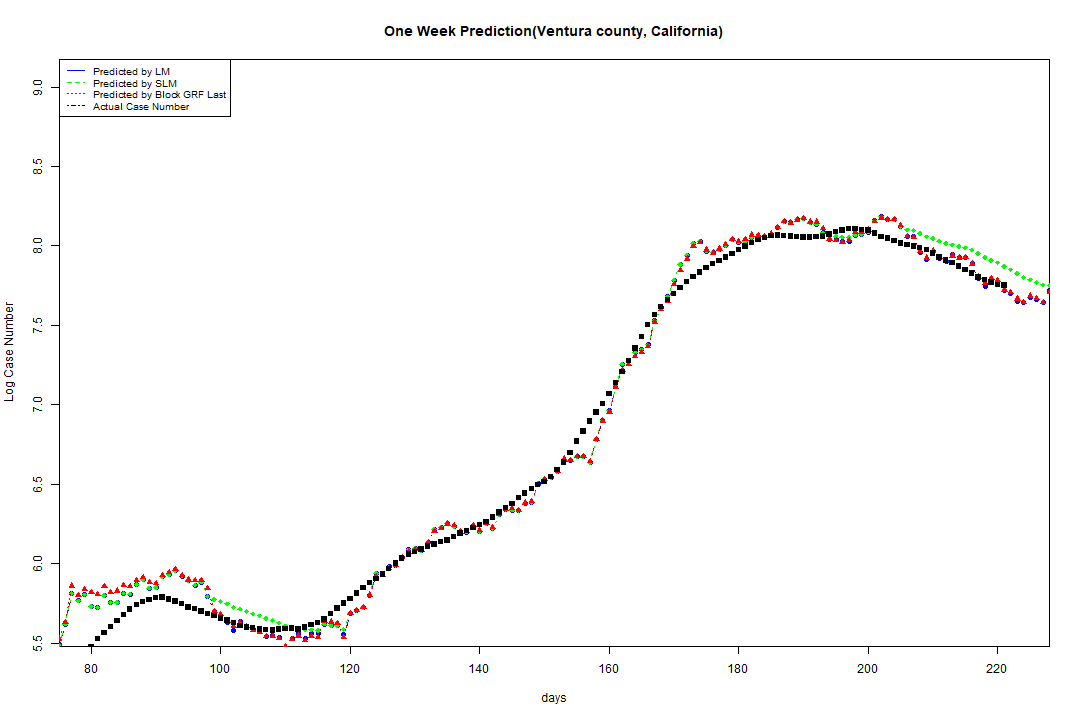 One Week Prediction(Ventura county, California)
Predicted by LM
Predicted by SLM
Predicted by Block GRF Last
Actual Case Number
9.0
8.5
8.0
7.5
7.0
6.5
6.0
5.5
Log Case Number
80 100 120 140 160 180 200 220
days